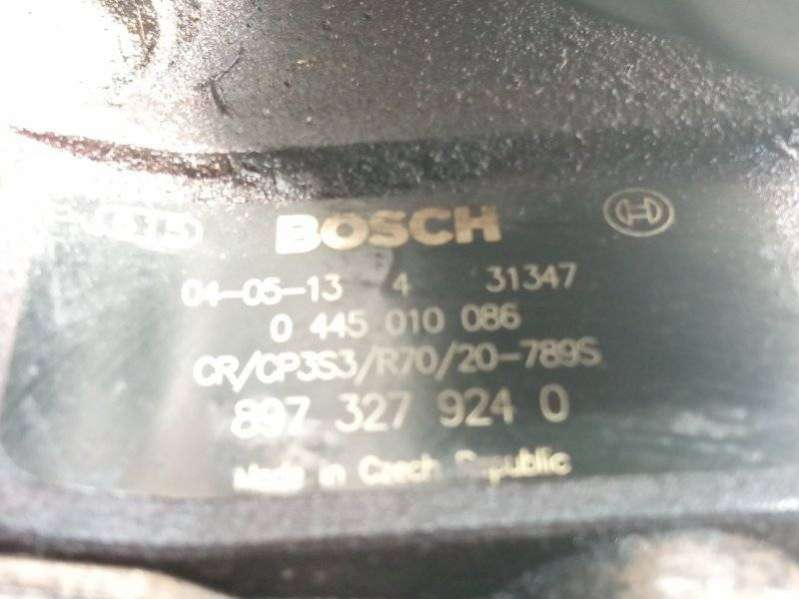 BOSCH
04-05-13 4 31347
0 445 010 086
CR/CP3S3/R70/20-789S
897 327 924 0
Made in Czech Republic